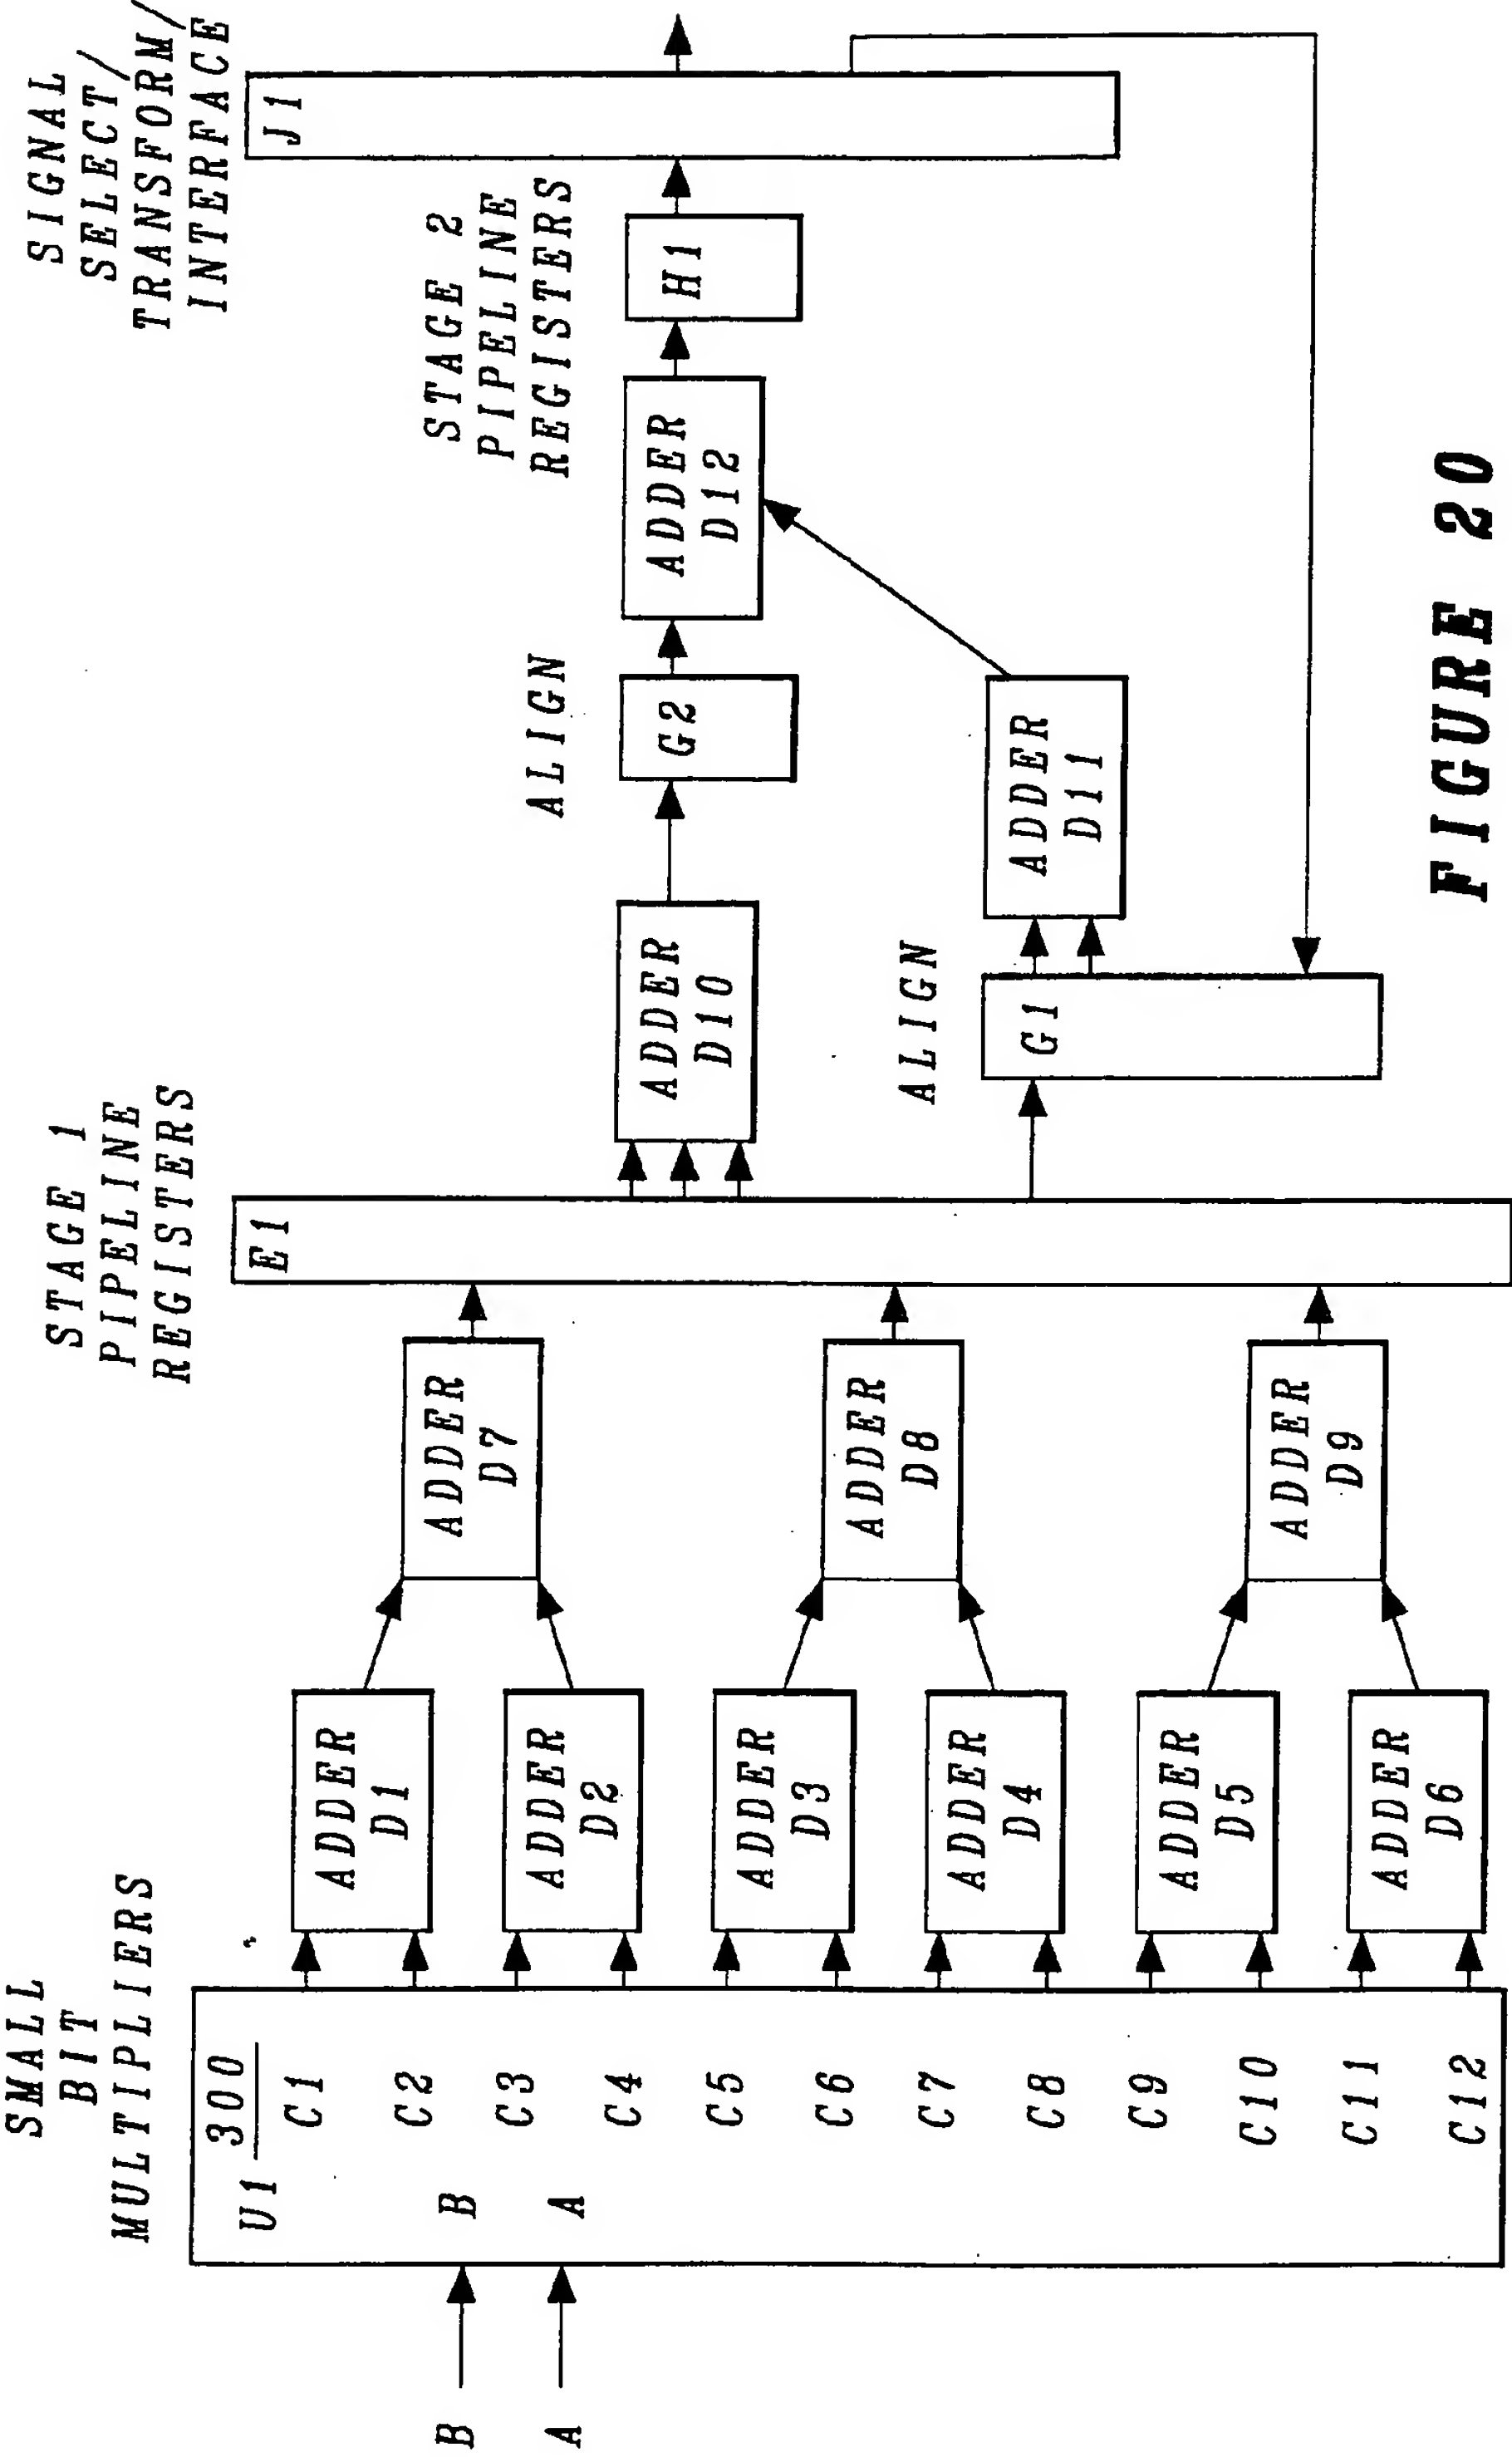 SMALL
BIT
MULTIPLIERS
STAGE 1
PIPELINE
REGISTERS
SIGNAL
SELECT/
TRANSFORM/
INTERFACE
STAGE 2
PIPELINE
REGISTERS
ALIGN
ALIGN
B
A
U1 300
B
A
C1
C2
C3
C4
C5
C6
C7
C8
C9
C10
C11
C12
ADDER
D1
ADDER
D2
ADDER
D3
ADDER
D4
ADDER
D5
ADDER
D6
ADDER
D7
ADDER
D8
ADDER
D9
E1
ADDER
D10
G1
G2
ADDER
D11
ADDER
D12
H1
J1
FIGURE 20